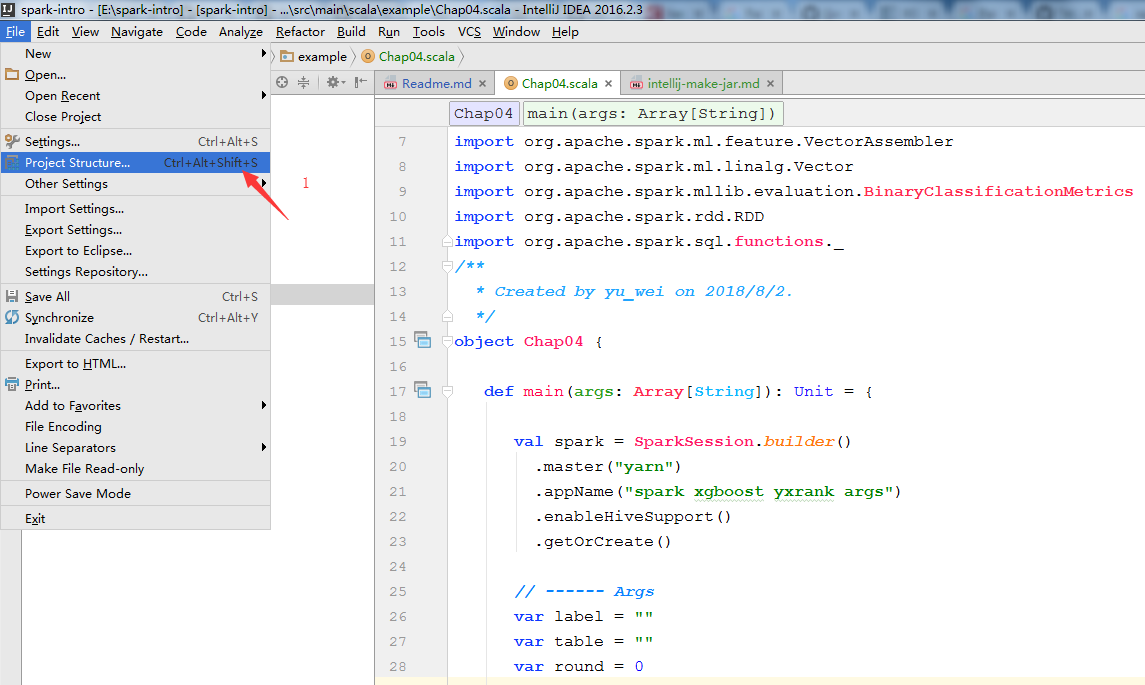 spark-intro - [E:\spark-intro] - [spark-intro] - ...\src\main\scala\example\Chap04.scala - IntelliJ IDEA 2016.2.3
File Edit View Navigate Code Analyze Refactor Build Run Tools VCS Window Help
example Chap04.scala
Readme.md Chap04.scala intellij-make-jar.md
New
Open...
Open Recent
Close Project
Settings... Ctrl+Alt+S
Project Structure... Ctrl+Alt+Shift+S
Other Settings
Import Settings...
Export Settings...
Export to Eclipse...
Settings Repository...
Save All Ctrl+S
Synchronize Ctrl+Alt+Y
Invalidate Caches / Restart...
Export to HTML...
Print...
Add to Favorites
File Encoding
Line Separators
Make File Read-only
Power Save Mode
Exit
1
Chap04 main(args: Array[String])
7 import org.apache.spark.ml.feature.VectorAssembler
8 import org.apache.spark.ml.linalg.Vector
9 import org.apache.spark.mllib.evaluation.BinaryClassificationMetrics
10 import org.apache.spark.rdd.RDD
11 import org.apache.spark.sql.functions._
12 /**
13 * Created by yu_wei on 2018/8/2.
14 */
15 object Chap04 {
16
17 def main(args: Array[String]): Unit = {
18
19 val spark = SparkSession.builder()
20 .master("yarn")
21 .appName("spark xgboost yxrank args")
22 .enableHiveSupport()
23 .getOrCreate()
24
25 // ------ Args
26 var label = ""
27 var table = ""
28 var round = 0